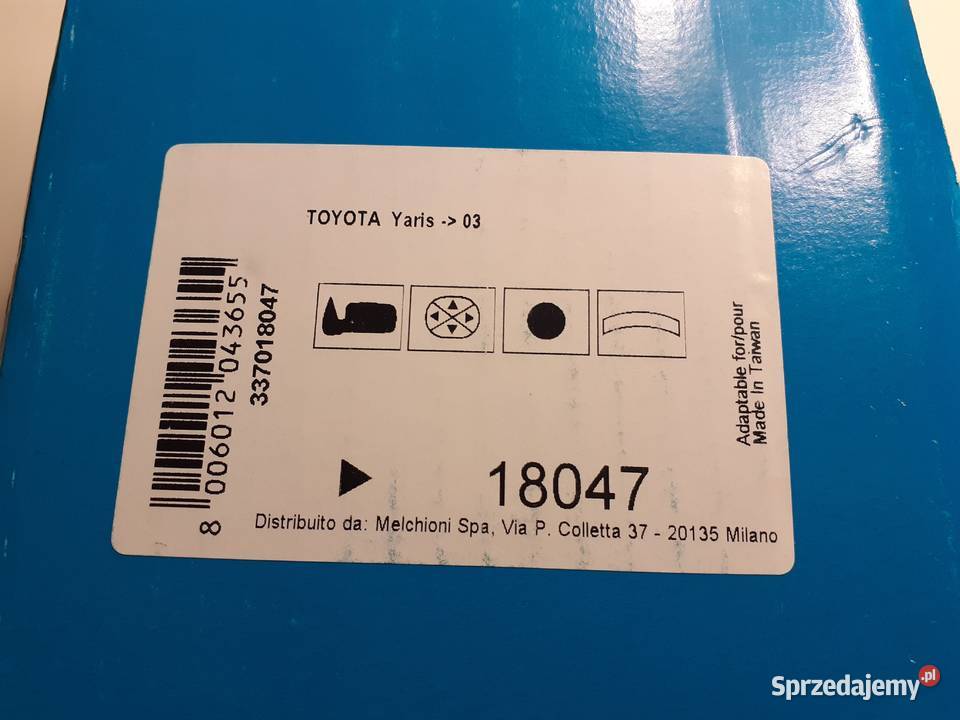 TOYOTA Yaris -> 03
8 006012 043655
337018047
Adaptable for/pour
Made In Taiwan
18047
Distribuito da: Melchioni Spa, Via P. Colletta 37 - 20135 Milano
Sprzedajemy.pl